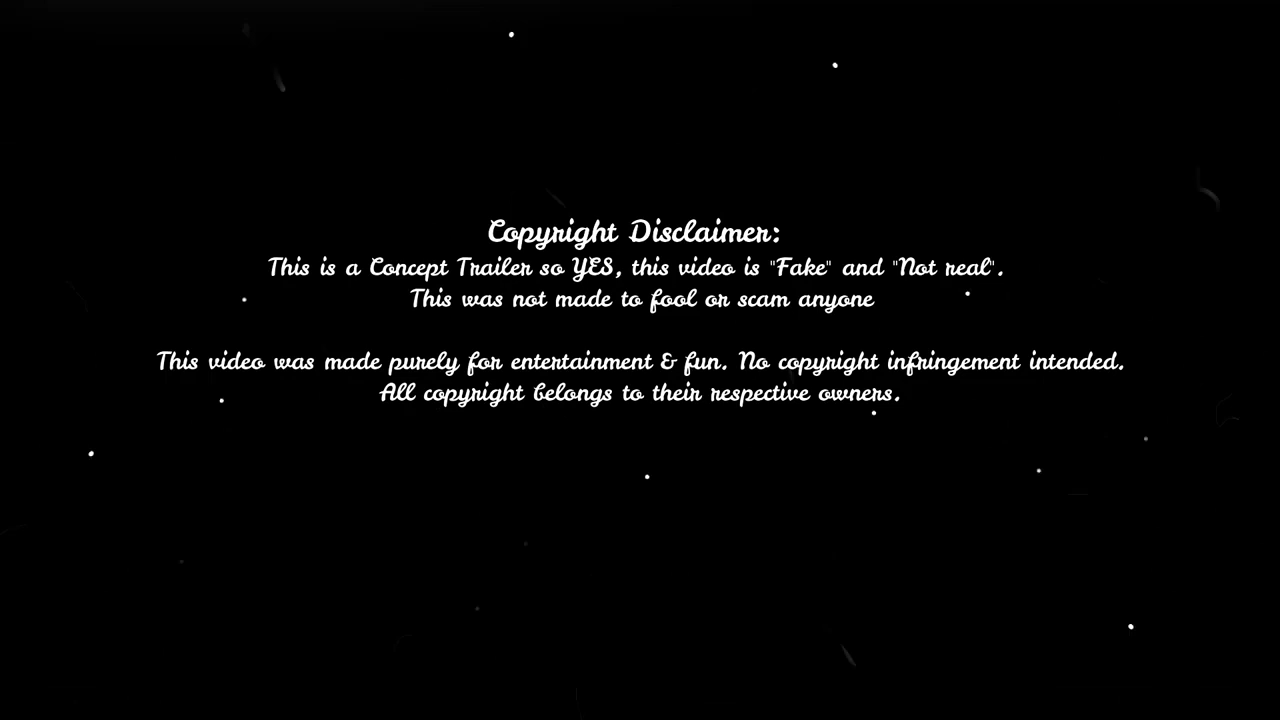 Copyright Disclaimer:
This is a Concept Trailer so YES, this video is "Fake" and "Not real".
This was not made to fool or scam anyone
This video was made purely for entertainment & fun. No copyright infringement intended.
All copyright belongs to their respective owners.